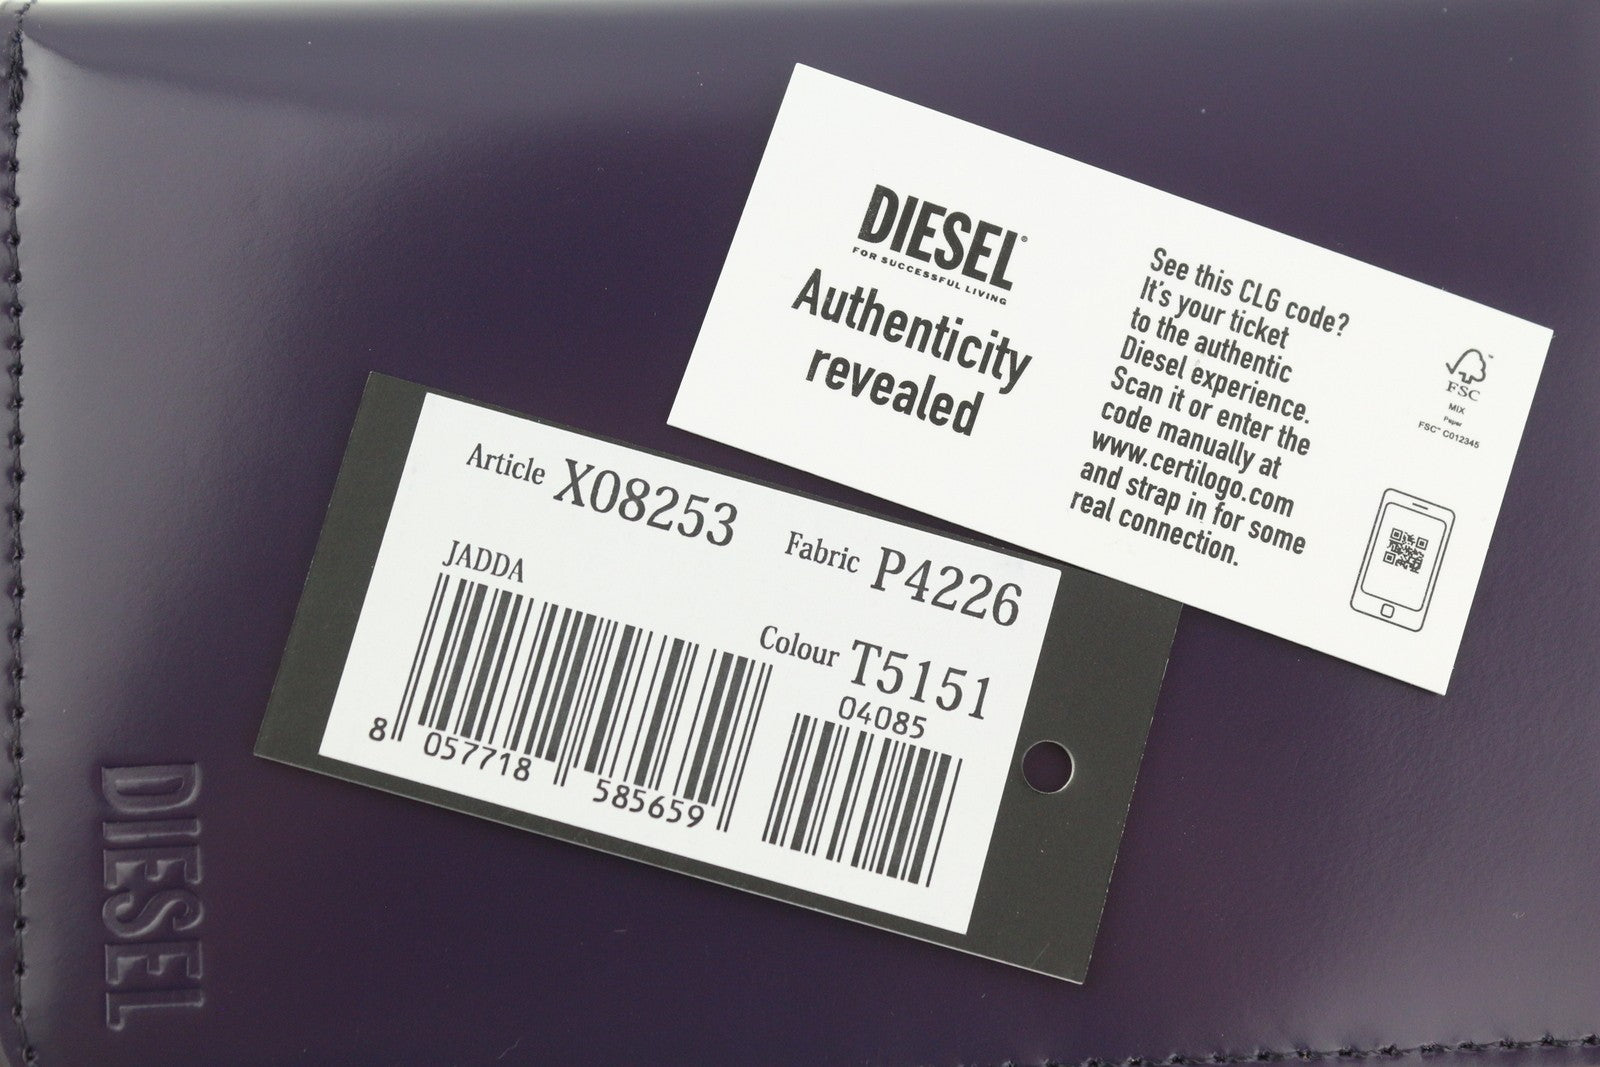 DIESEL®
FOR SUCCESSFUL LIVING
Authenticity
revealed
See this CLG code?
It's your ticket
to the authentic
Diesel experience.
Scan it or enter the
code manually at
www.certilogo.com
and strap in for some
real connection.
FSC™
MIX
Paper
FSC™ C012345
Article X08253
Fabric P4226
JADDA
Colour T5151
04085
8 057718 585659
DIESEL